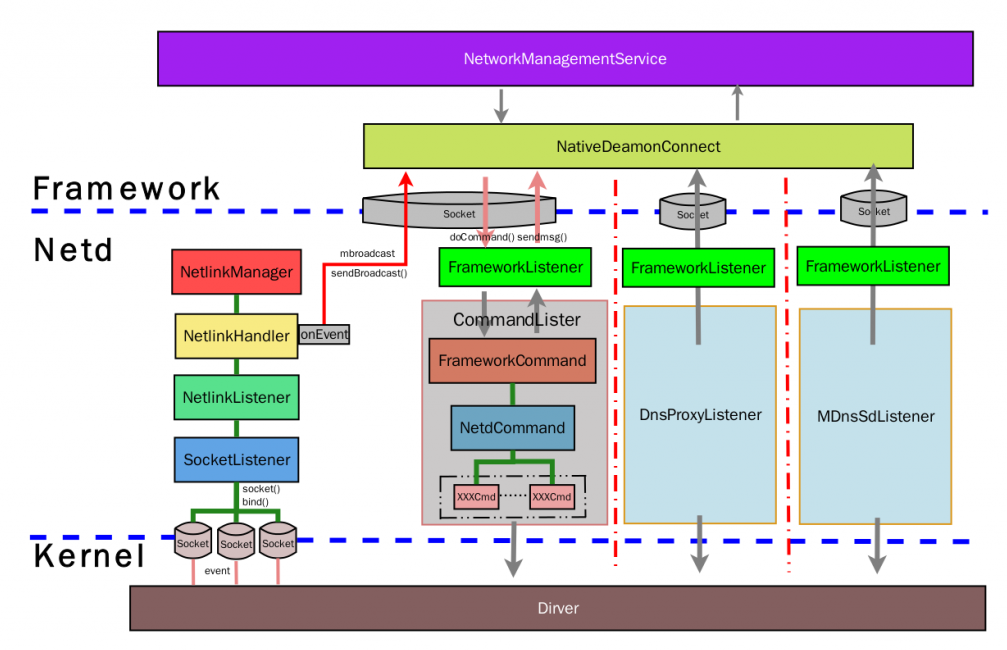 NetworkManagementService
NativeDeamonConnect
Framework
Socket
Socket
Socket
doCommand() sendmsg()
Netd
mbroadcast
sendBroadcast()
NetlinkManager
FrameworkListener
FrameworkListener
FrameworkListener
NetlinkHandler
onEvent
CommandLister
FrameworkCommand
NetlinkListener
DnsProxyListener
MDnsSdListener
NetdCommand
SocketListener
socket()
bind()
XXXCmd
XXXCmd
Socket
Socket
Socket
Kernel
event
Dirver